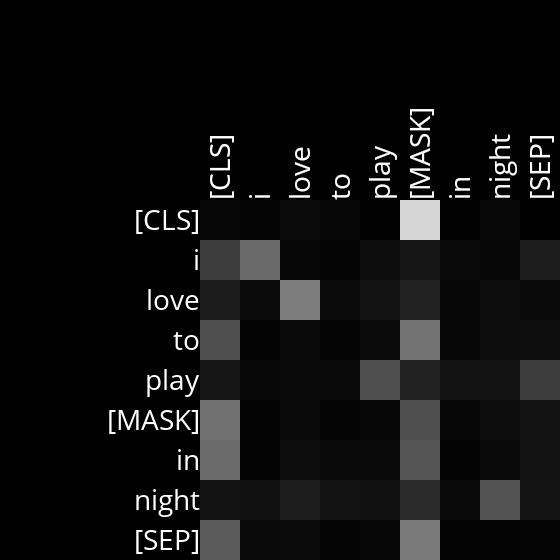 [CLS] i love to play [MASK] in night [SEP]
[CLS]
i
love
to
play
[MASK]
in
night
[SEP]